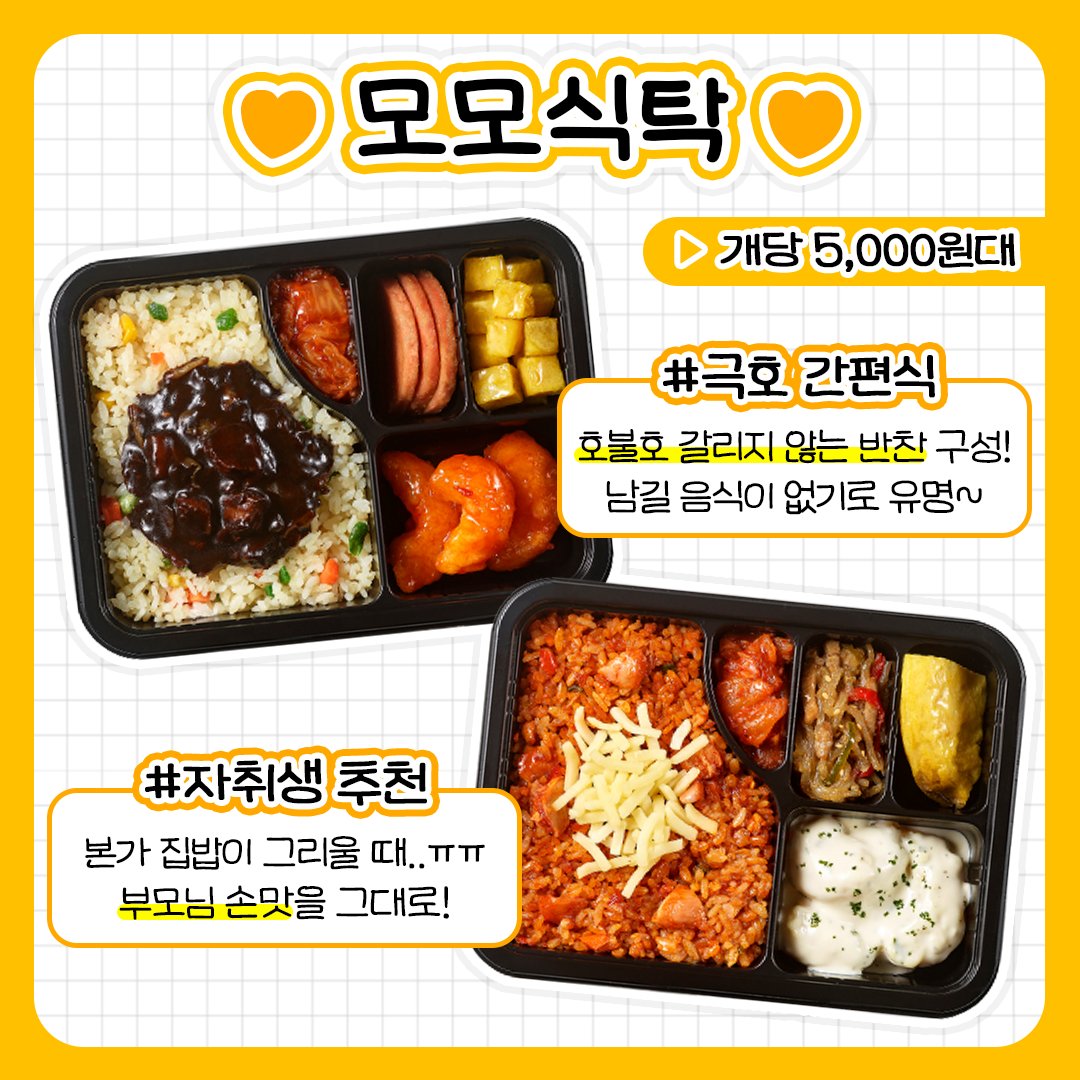 모모식탁
▷ 개당 5,000원대
#극호 간편식
호불호 갈리지 않는 반찬 구성!
남길 음식이 없기로 유명~
#자취생 추천
본가 집밥이 그리울 때..ㅠㅠ
부모님 손맛을 그대로!